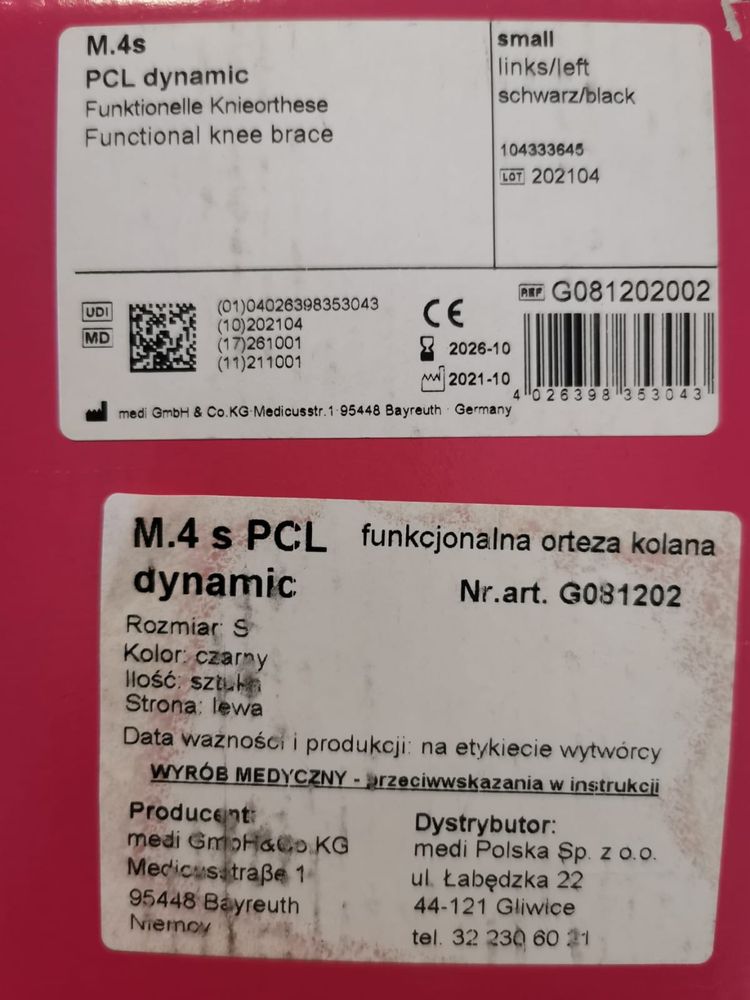 M.4s
PCL dynamic
Funktionelle Knieorthese
Functional knee brace
small
links/left
schwarz/black
104333645
LOT 202104
UDI
MD
(01)04026398353043
(10)202104
(17)261001
(11)211001
CE
2026-10
2021-10
REF G081202002
4 026398 353043
medi GmbH & Co.KG·Medicusstr.1·95448 Bayreuth · Germany
M.4 s PCL
dynamic
funkcjonalna orteza kolana
Nr.art. G081202
Rozmiar: S
Kolor: czarny
Ilość: sztuka
Strona: lewa
Data ważności i produkcji: na etykiecie wytwórcy
WYRÓB MEDYCZNY - przeciwwskazania w instrukcji
Producent:
medi GmbH&Co.KG
Medicusstraβe 1
95448 Bayreuth
Niemcy
Dystrybutor:
medi Polska Sp. z o.o.
ul. Łabędzka 22
44-121 Gliwice
tel. 32 230 60 21